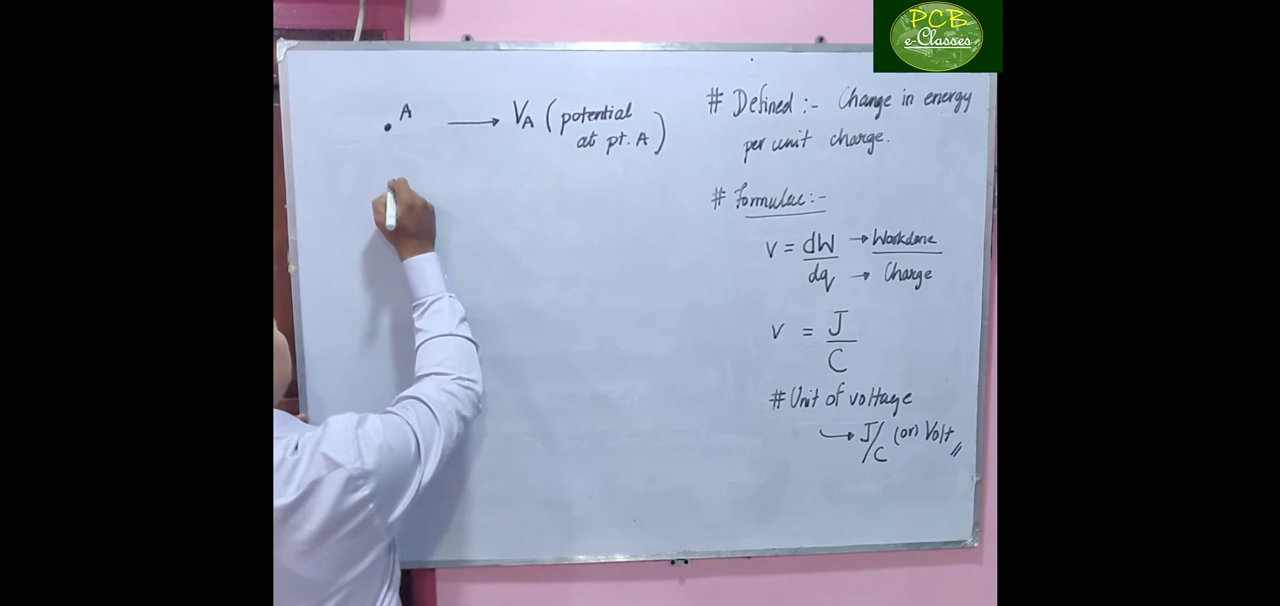 PCB
e-Classes
A
→ VA (potential
at pt. A)
# Defined :- Change in energy
per unit charge.
# Formulae :-
V = dW → Workdone
dq → Charge
V = J
C
# Unit of voltage
→ J/C (or) Volt //